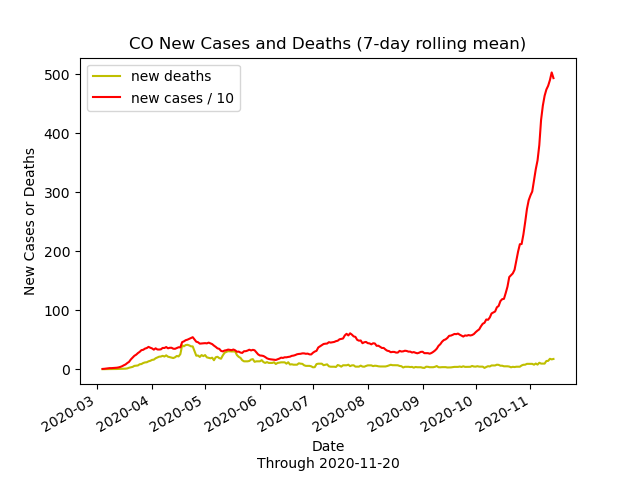 CO New Cases and Deaths (7-day rolling mean)
new deaths
new cases / 10
New Cases or Deaths
500
400
300
200
100
0
2020-03
2020-04
2020-05
2020-06
2020-07
2020-08
2020-09
2020-10
2020-11
Date
Through 2020-11-20